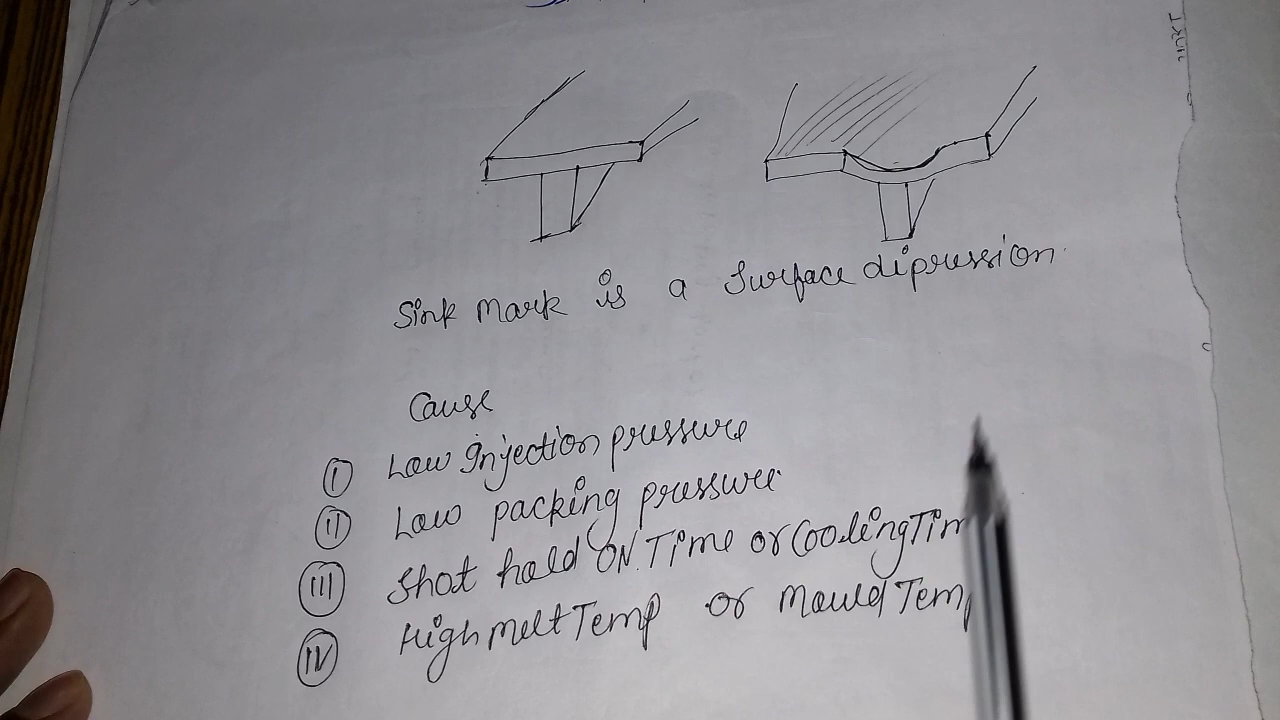 Sink Mark is a Surface dipression.
Cause
I Low Injection pressure
II Low packing pressure
III Shot hold ON Time or Cooling Tim
IV High melt Temp or Mould Temp